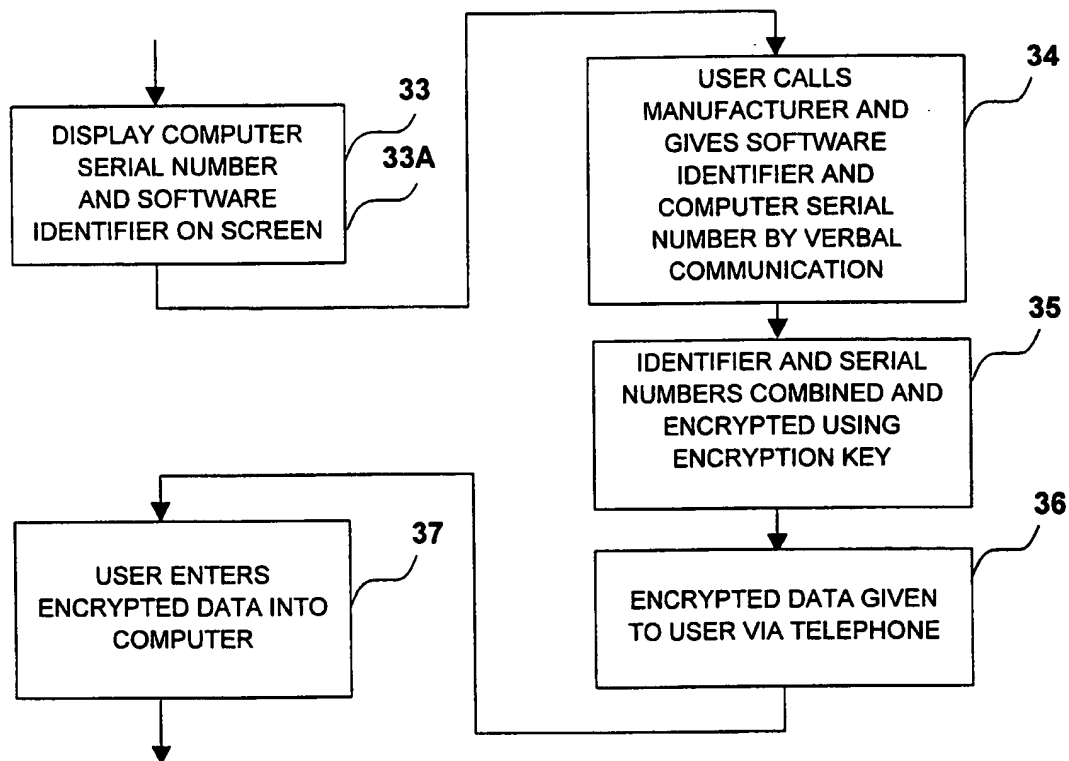 33
33A
DISPLAY COMPUTER
SERIAL NUMBER
AND SOFTWARE
IDENTIFIER ON SCREEN
34
USER CALLS
MANUFACTURER AND
GIVES SOFTWARE
IDENTIFIER AND
COMPUTER SERIAL
NUMBER BY VERBAL
COMMUNICATION
35
IDENTIFIER AND SERIAL
NUMBERS COMBINED AND
ENCRYPTED USING
ENCRYPTION KEY
36
ENCRYPTED DATA GIVEN
TO USER VIA TELEPHONE
37
USER ENTERS
ENCRYPTED DATA INTO
COMPUTER